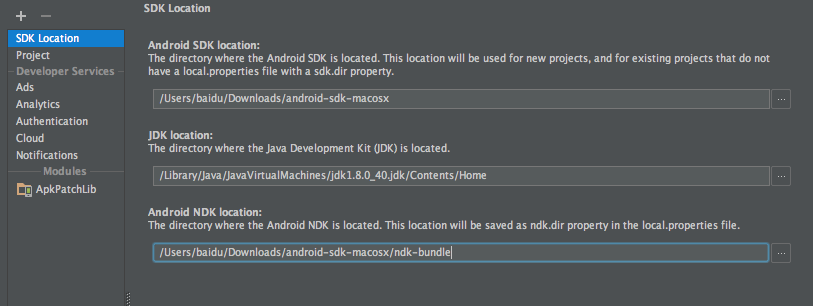 SDK Location
SDK Location
Project
Developer Services
Ads
Analytics
Authentication
Cloud
Notifications
Modules
ApkPatchLib
Android SDK location:
The directory where the Android SDK is located. This location will be used for new projects, and for existing projects that do not
have a local.properties file with a sdk.dir property.
/Users/baidu/Downloads/android-sdk-macosx
...
JDK location:
The directory where the Java Development Kit (JDK) is located.
/Library/Java/JavaVirtualMachines/jdk1.8.0_40.jdk/Contents/Home
...
Android NDK location:
The directory where the Android NDK is located. This location will be saved as ndk.dir property in the local.properties file.
/Users/baidu/Downloads/android-sdk-macosx/ndk-bundle
...